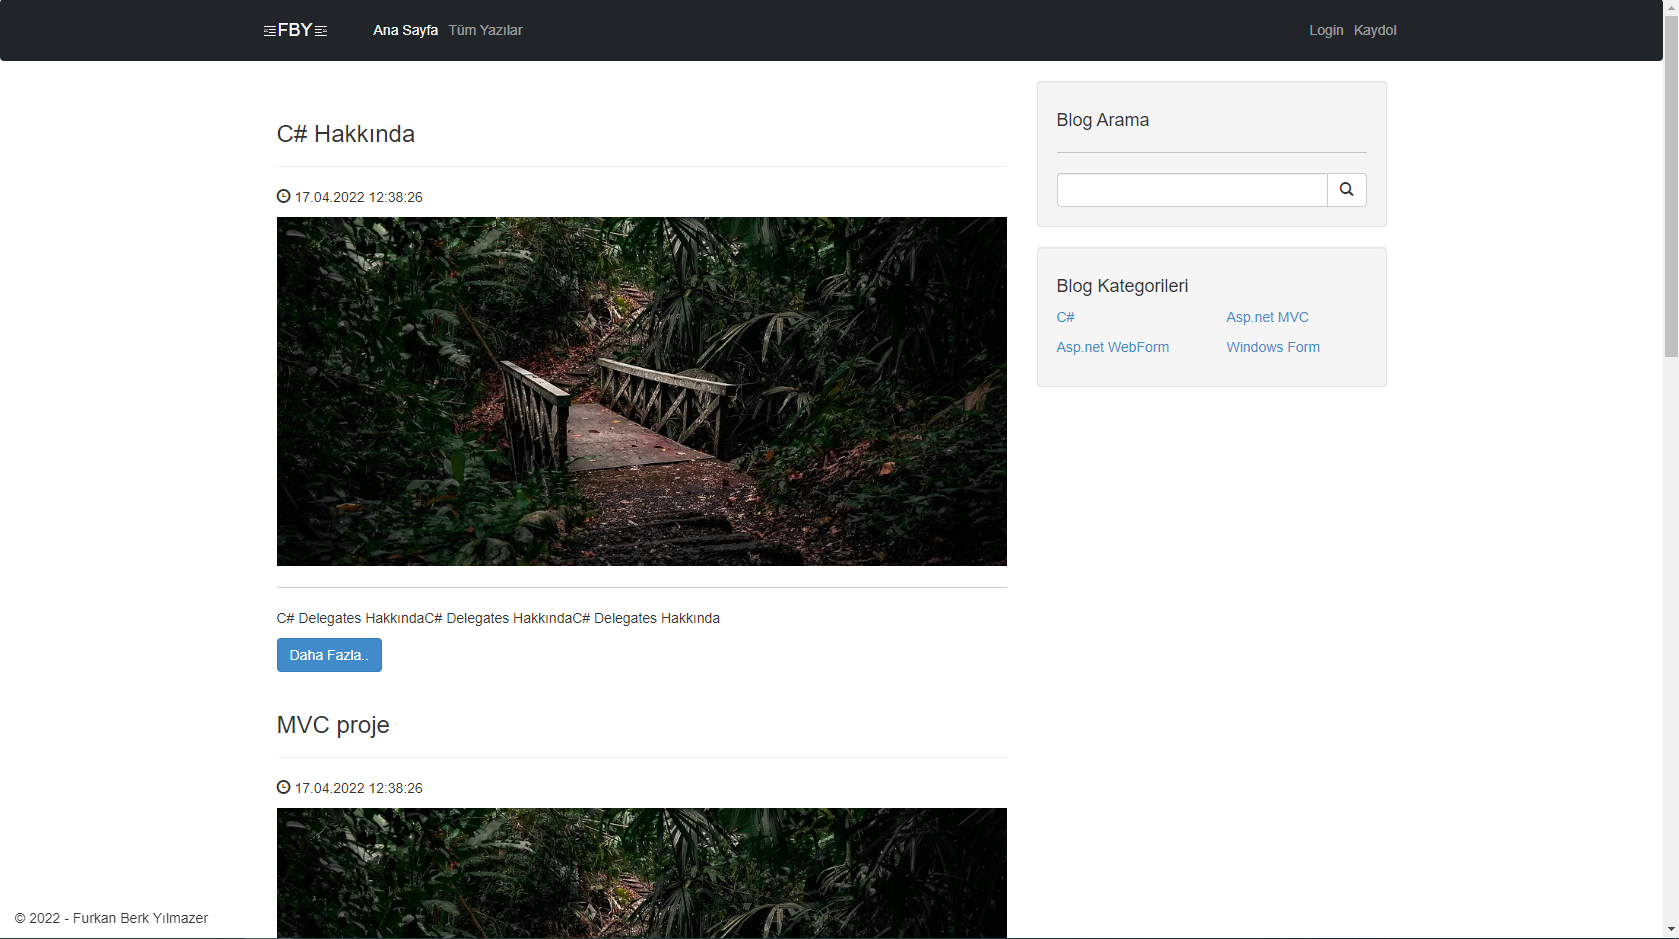 FBY
Ana Sayfa
Tüm Yazılar
Login
Kaydol
C# Hakkında
17.04.2022 12:38:26
C# Delegates HakkındaC# Delegates HakkındaC# Delegates Hakkında
Daha Fazla..
MVC proje
17.04.2022 12:38:26
Blog Arama
Blog Kategorileri
C#
Asp.net MVC
Asp.net WebForm
Windows Form
© 2022 - Furkan Berk Yılmazer